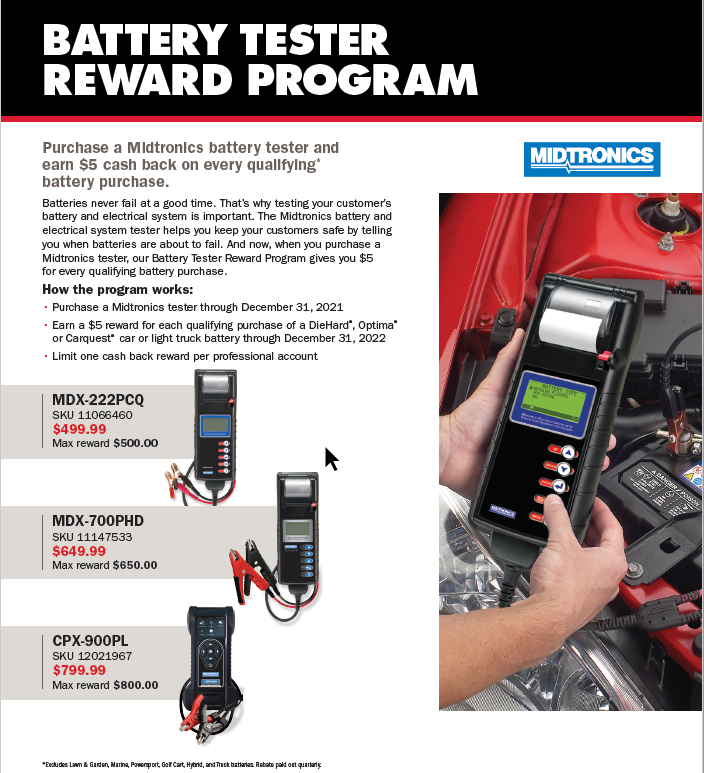 BATTERY TESTER
REWARD PROGRAM
Purchase a Midtronics battery tester and
earn $5 cash back on every qualifying*
battery purchase.
MIDTRONICS
Batteries never fail at a good time. That's why testing your customer's
battery and electrical system is important. The Midtronics battery and
electrical system tester helps you keep your customers safe by telling
you when batteries are about to fail. And now, when you purchase a
Midtronics tester, our Battery Tester Reward Program gives you $5
for every qualifying battery purchase.
How the program works:
• Purchase a Midtronics tester through December 31, 2021
• Earn a $5 reward for each qualifying purchase of a DieHard®, Optima®
or Carquest® car or light truck battery through December 31, 2022
• Limit one cash back reward per professional account
MDX-222PCQ
SKU 11066460
$499.99
Max reward $500.00
MDX-700PHD
SKU 11147533
$649.99
Max reward $650.00
CPX-900PL
SKU 12021967
$799.99
Max reward $800.00
BATTERY TYPE
MIDTRONICS
DANGER / POISON
*Excludes Lawn & Garden, Marine, Powersport, Golf Cart, Hybrid, and Truck batteries. Rebate paid out quarterly.